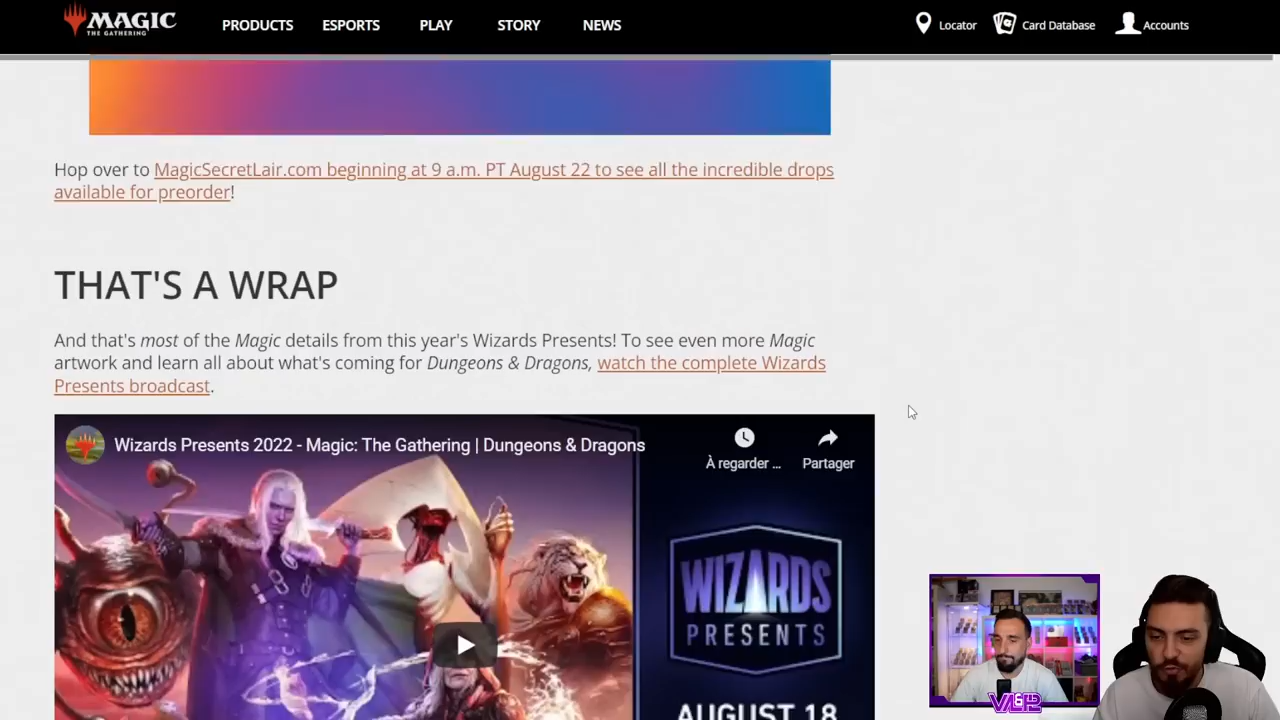 MAGIC
THE GATHERING
PRODUCTS ESPORTS PLAY STORY NEWS
Locator Card Database Accounts
Hop over to MagicSecretLair.com beginning at 9 a.m. PT August 22 to see all the incredible drops
available for preorder!
THAT'S A WRAP
And that's most of the Magic details from this year's Wizards Presents! To see even more Magic
artwork and learn all about what's coming for Dungeons & Dragons, watch the complete Wizards
Presents broadcast.
Wizards Presents 2022 - Magic: The Gathering | Dungeons & Dragons
À regarder ... Partager
WIZARDS
PRESENTS
AUGUST 18